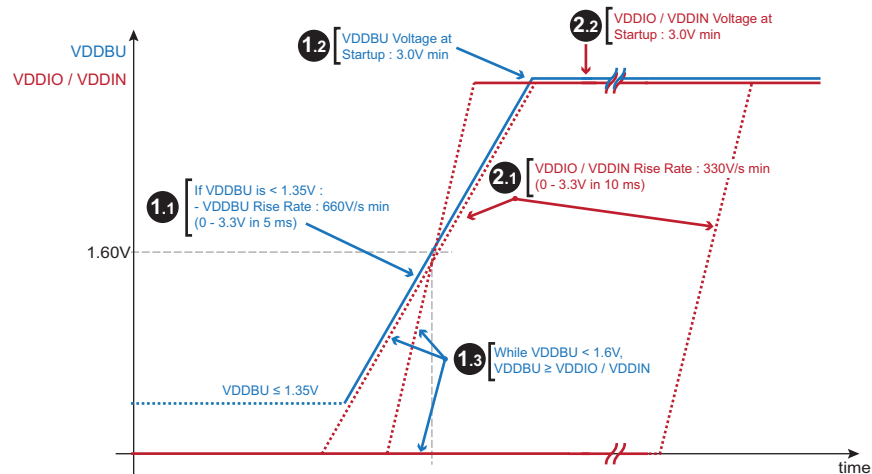 1.2
VDDBU Voltage at
Startup : 3.0V min
2.2
VDDIO / VDDIN Voltage at
Startup : 3.0V min
VDDBU
VDDIO / VDDIN
1.1
If VDDBU is < 1.35V :
- VDDBU Rise Rate : 660V/s min
(0 - 3.3V in 5 ms)
2.1
VDDIO / VDDIN Rise Rate : 330V/s min
(0 - 3.3V in 10 ms)
1.60V
1.3
While VDDBU < 1.6V,
VDDBU ≥ VDDIO / VDDIN
VDDBU ≤ 1.35V
time